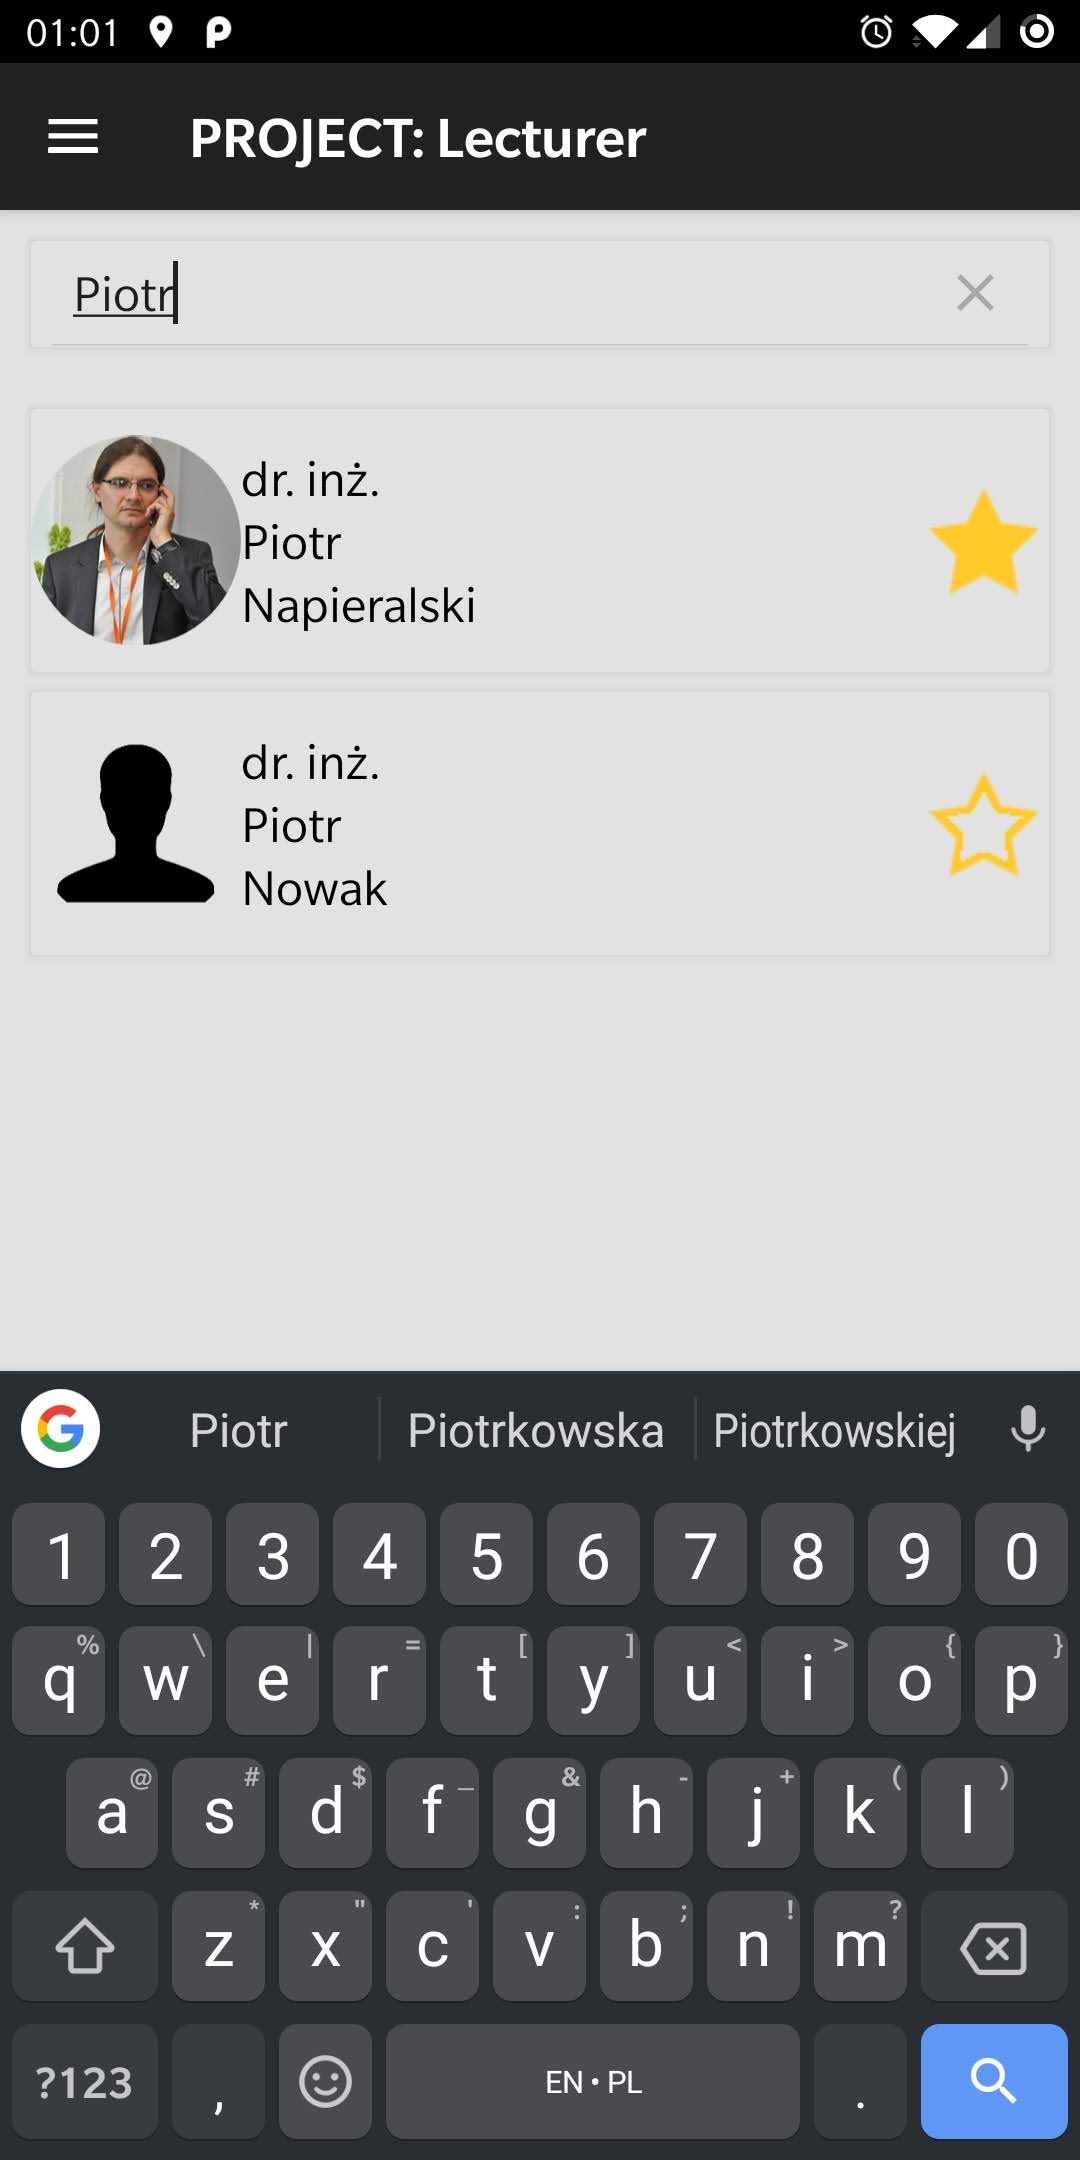 01:01
PROJECT: Lecturer
Piotr
dr. inż.
Piotr
Napieralski
dr. inż.
Piotr
Nowak
Piotr Piotrkowska Piotrkowskiej
1 2 3 4 5 6 7 8 9 0
% \ | = [ ] < > { }
q w e r t y u i o p
@ # $ _ & - + ( )
a s d f g h j k l
* " ' : ; ! ?
z x c v b n m
?123 , EN • PL .